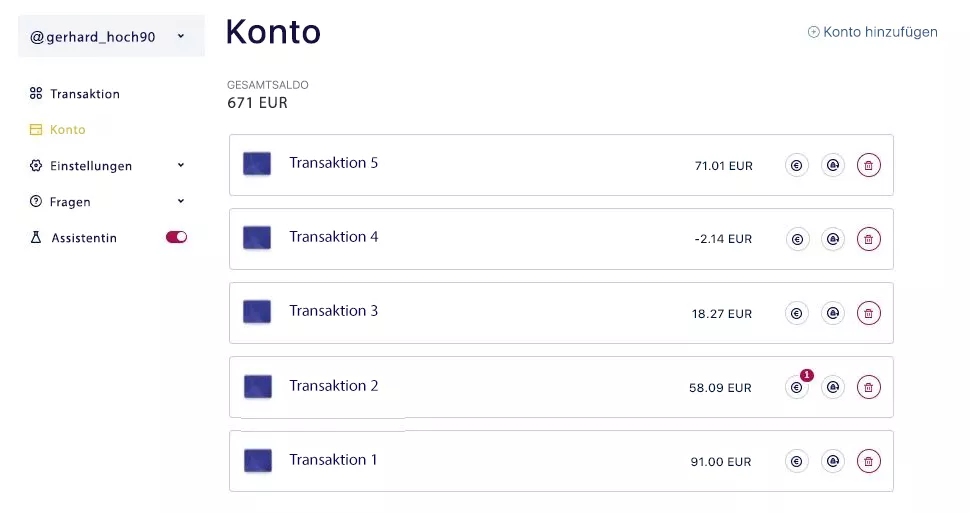 @gerhard_hoch90
Konto
Konto hinzufügen
Transaktion
Konto
Einstellungen
Fragen
Assistentin
GESAMTSALDO
671 EUR
Transaktion 5
71.01 EUR
Transaktion 4
-2.14 EUR
Transaktion 3
18.27 EUR
Transaktion 2
58.09 EUR
1
Transaktion 1
91.00 EUR